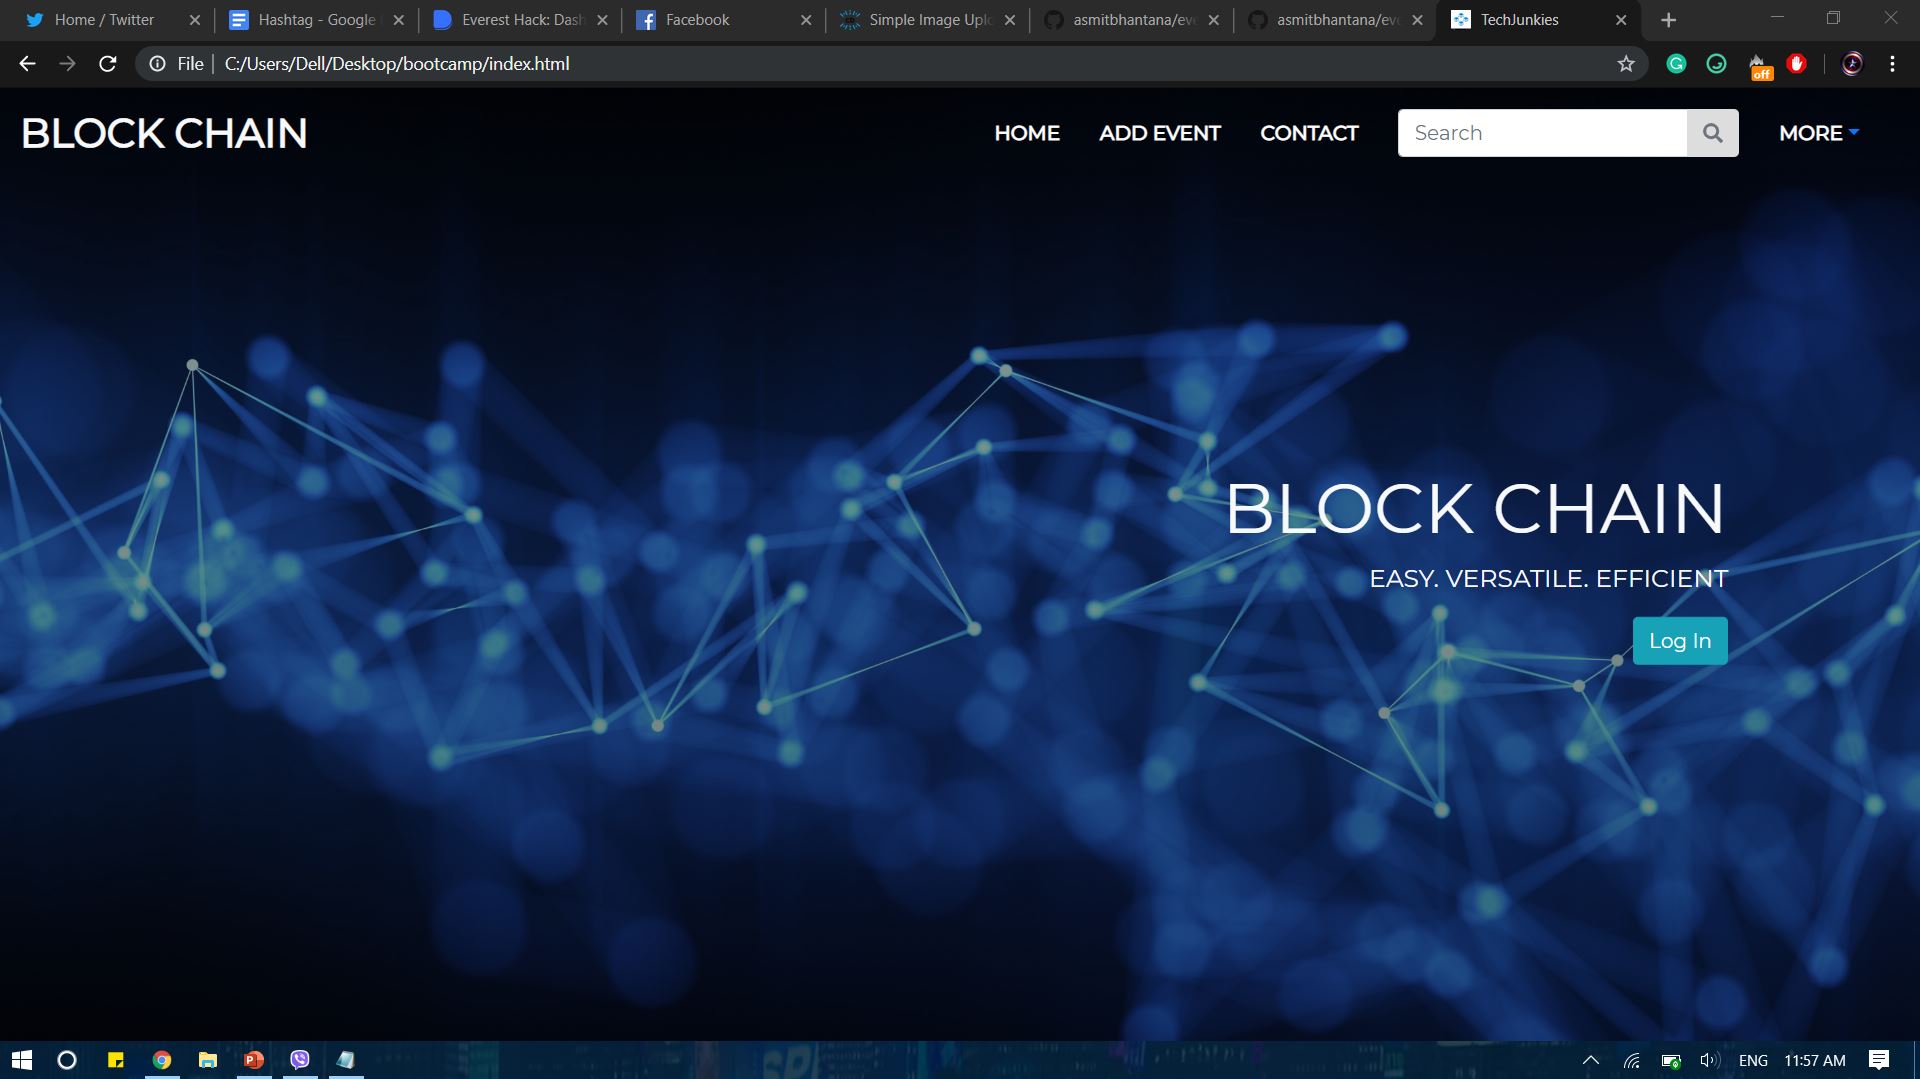 Home / Twitter
Hashtag - Google
Everest Hack: Dash
Facebook
Simple Image Uplo
asmitbhantana/eve
asmitbhantana/eve
TechJunkies
File
C:/Users/Dell/Desktop/bootcamp/index.html
off
BLOCK CHAIN
HOME
ADD EVENT
CONTACT
Search
MORE
BLOCK CHAIN
EASY. VERSATILE. EFFICIENT
Log In
ENG
11:57 AM